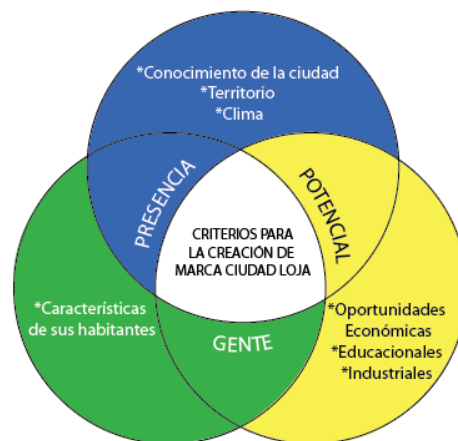 *Conocimiento de la ciudad
*Territorio
*Clima
PRESENCIA
POTENCIAL
CRITERIOS PARA
LA CREACIÓN DE
MARCA CIUDAD LOJA
*Características
de sus habitantes
GENTE
*Oportunidades
Económicas
*Educacionales
*Industriales